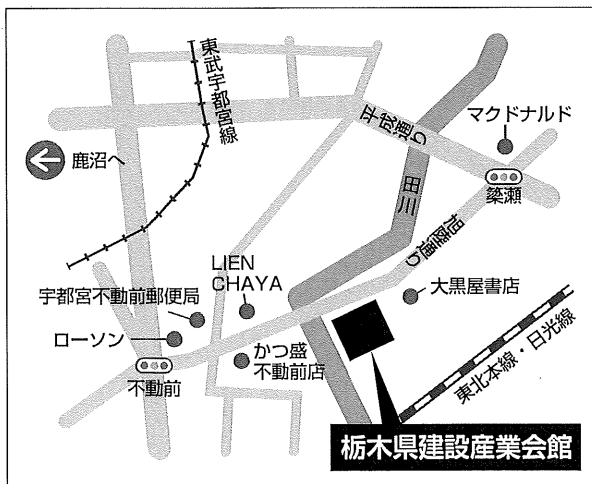 東武宇都宮線
平成通り
マクドナルド
鹿沼へ
簗瀬
田川
旭陵通り
LIEN
CHAYA
大黒屋書店
宇都宮不動前郵便局
ローソン
かつ盛
不動前店
不動前
東北本線・日光線
栃木県建設産業会館